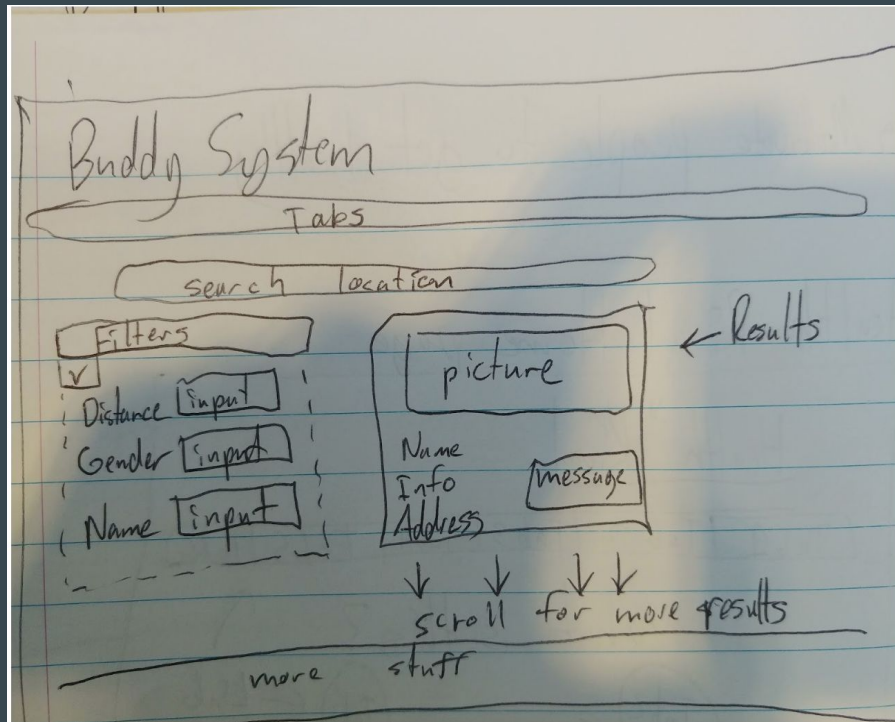 Buddy System
Tabs
search location
Filters
v
Distance input
Gender input
Name input
picture
Name
Info
Address
message
← Results
↓ ↓ ↓ ↓
scroll for more results
more stuff